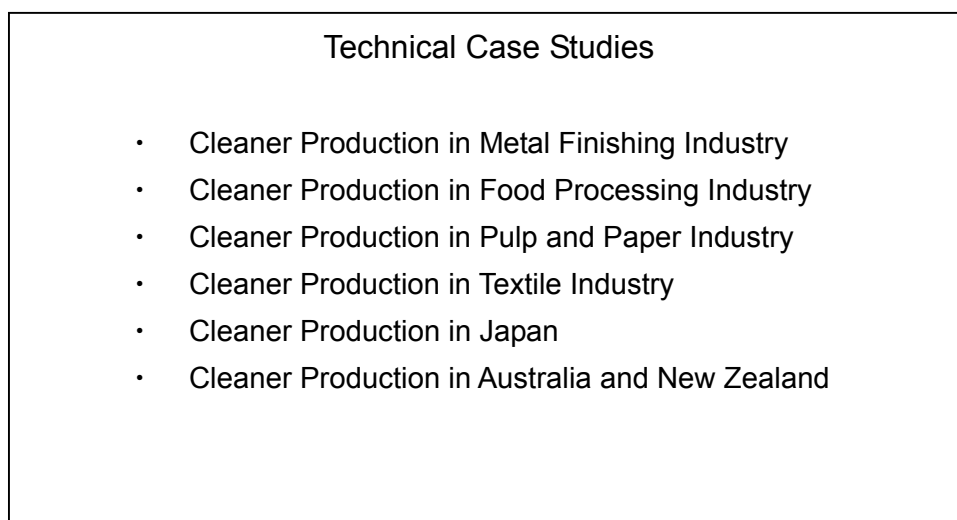 Technical Case Studies
・ Cleaner Production in Metal Finishing Industry
・ Cleaner Production in Food Processing Industry
・ Cleaner Production in Pulp and Paper Industry
・ Cleaner Production in Textile Industry
・ Cleaner Production in Japan
・ Cleaner Production in Australia and New Zealand